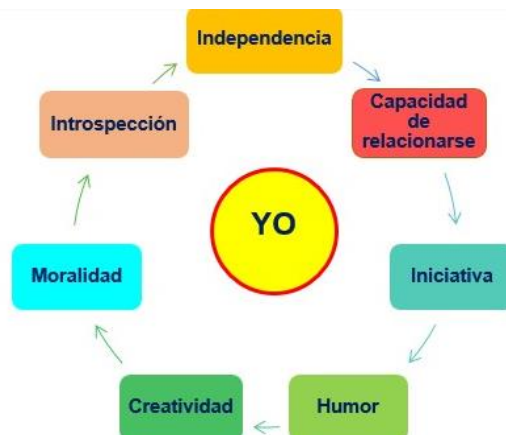 Independencia
Capacidad
de
relacionarse
Iniciativa
Humor
Creatividad
Moralidad
Introspección
YO